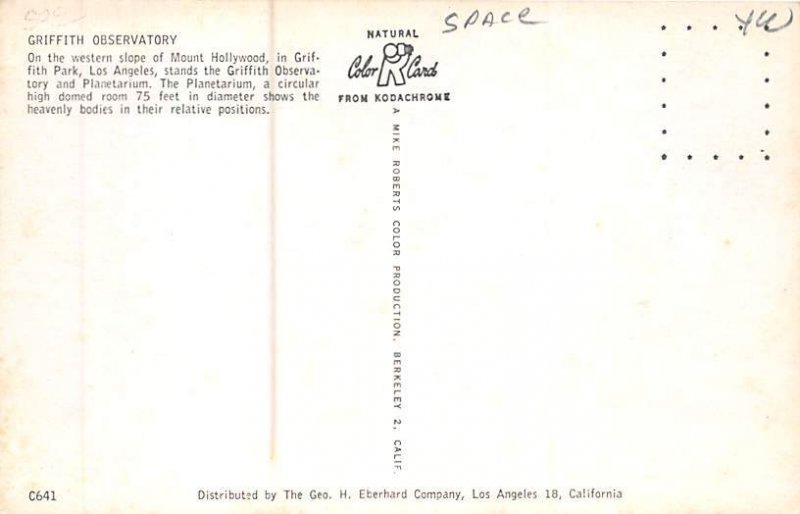 SPACE
GRIFFITH OBSERVATORY
On the western slope of Mount Hollywood, in Grif-
fith Park, Los Angeles, stands the Griffith Observa-
tory and Planetarium. The Planetarium, a circular
high domed room 75 feet in diameter shows the
heavenly bodies in their relative positions.
NATURAL
Color Card
FROM KODACHROME
A MIKE ROBERTS COLOR PRODUCTION, BERKELEY 2, CALIF.
C641
Distributed by The Geo. H. Eberhard Company, Los Angeles 18, California